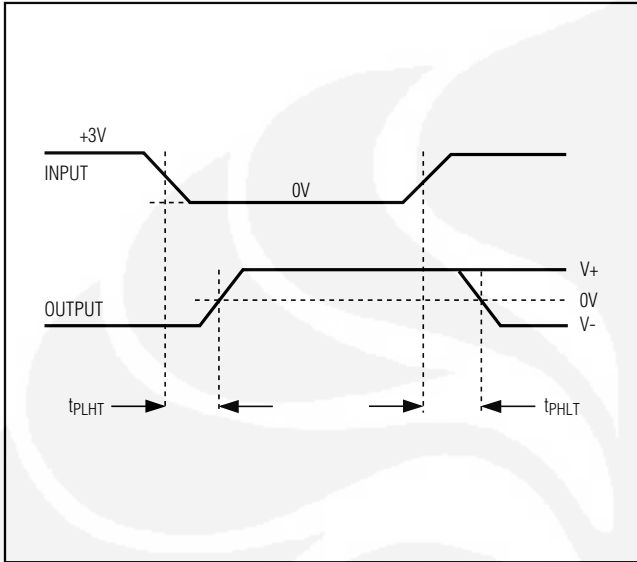 +3V
INPUT
0V
V+
0V
OUTPUT
V-
tPLHT
tPHLT